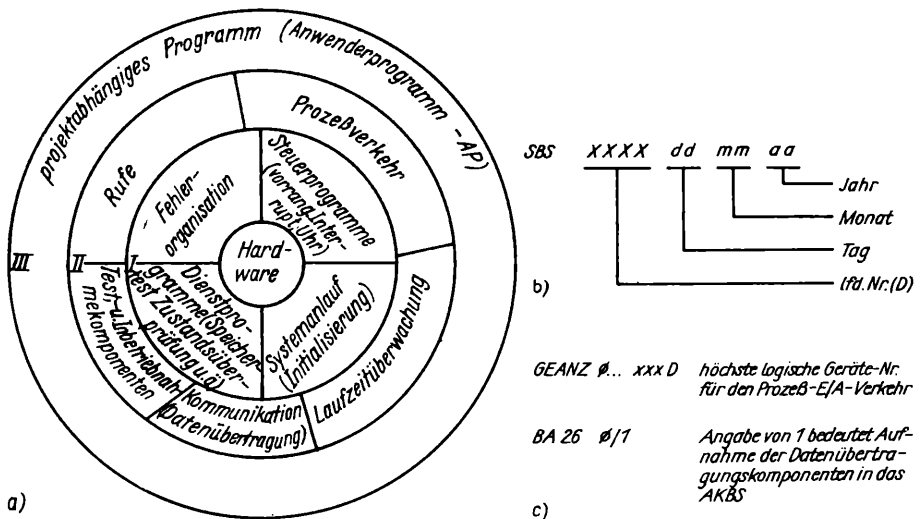 projektabhängiges Programm (Anwenderprogramm -AP)
Rufe
Prozeßverkehr
Fehler-
organisation
Steuerprogramme
(vorrang.Inter-
rupt.Uhr)
Hard-
ware
III
II
I
Test- u. Inbetriebnah-
mekomponenten
Dienstpro-
gramme(Speicher-
test Zustandsüber-
prüfung u.a)
Systemanlauf
(Initialisierung)
Laufzeitüberwachung
Kommunikation
(Datenübertragung)
a)
SBS XXXX dd mm aa
Jahr
Monat
Tag
lfd. Nr.(D)
b)
GEANZ ø... xxx D höchste logische Geräte-Nr.
für den Prozeß-E/A-Verkehr
BA 26 ø/1 Angabe von 1 bedeutet Auf-
nahme der Datenübertra-
gungskomponenten in das
AKBS
c)